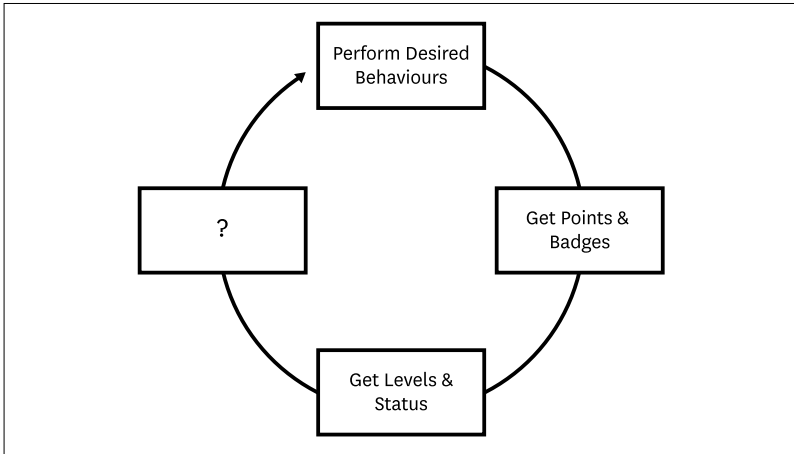 Perform Desired
Behaviours
Get Points &
Badges
Get Levels &
Status
?